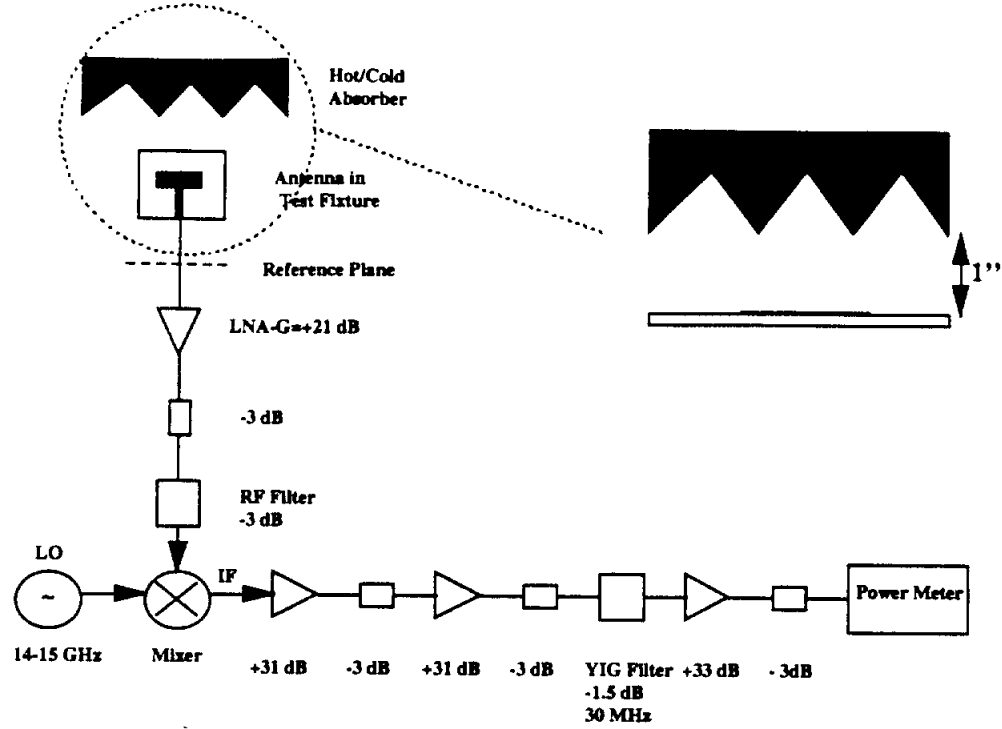 Hot/Cold
Absorber
Antenna in
Test Fixture
Reference Plane
1’’
LNA-G=+21 dB
-3 dB
RF Filter
-3 dB
LO
IF
~
Power Meter
14-15 GHz
Mixer
+31 dB
-3 dB
+31 dB
-3 dB
YIG Filter
-1.5 dB
30 MHz
+33 dB
- 3dB